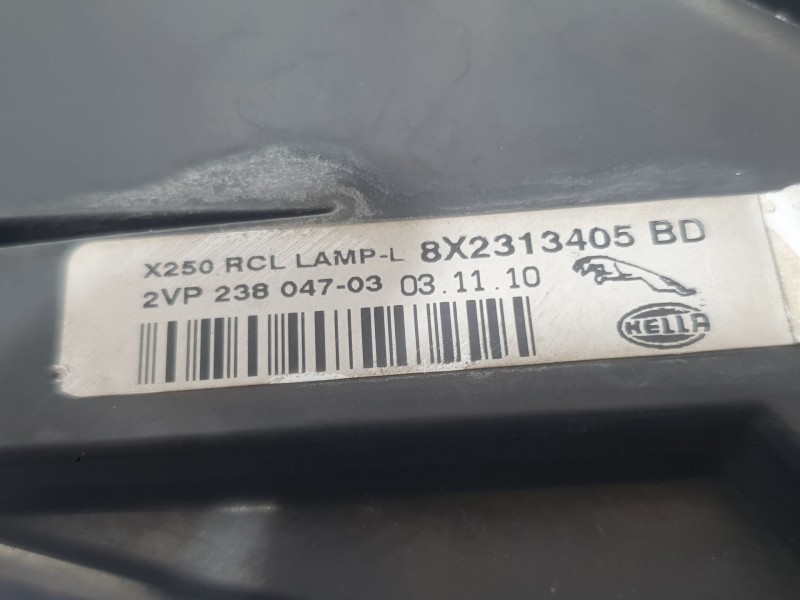 X250 RCL LAMP-L 8X2313405 BD
2VP 238 047-03 03.11.10
HELLA